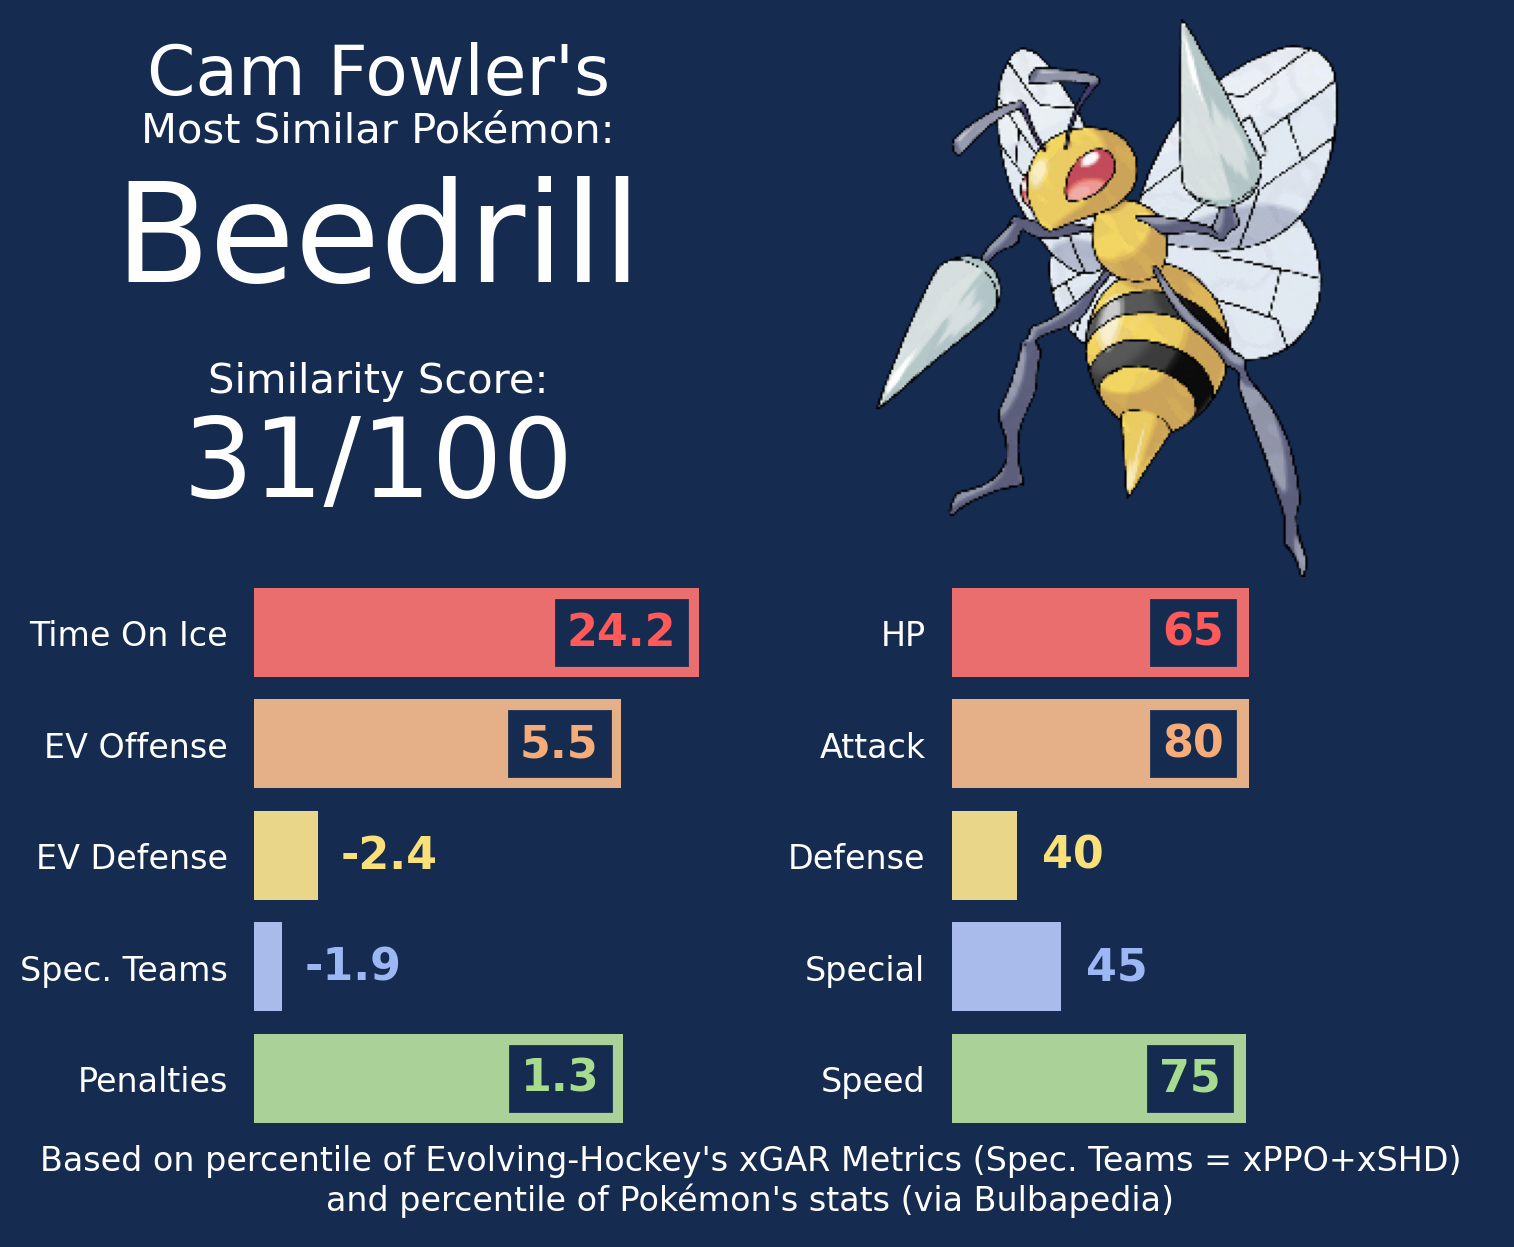 Cam Fowler's
Most Similar Pokémon:
Beedrill
Similarity Score:
31/100
Time On Ice 24.2
EV Offense 5.5
EV Defense -2.4
Spec. Teams -1.9
Penalties 1.3
HP 65
Attack 80
Defense 40
Special 45
Speed 75
Based on percentile of Evolving-Hockey's xGAR Metrics (Spec. Teams = xPPO+xSHD)
and percentile of Pokémon's stats (via Bulbapedia)